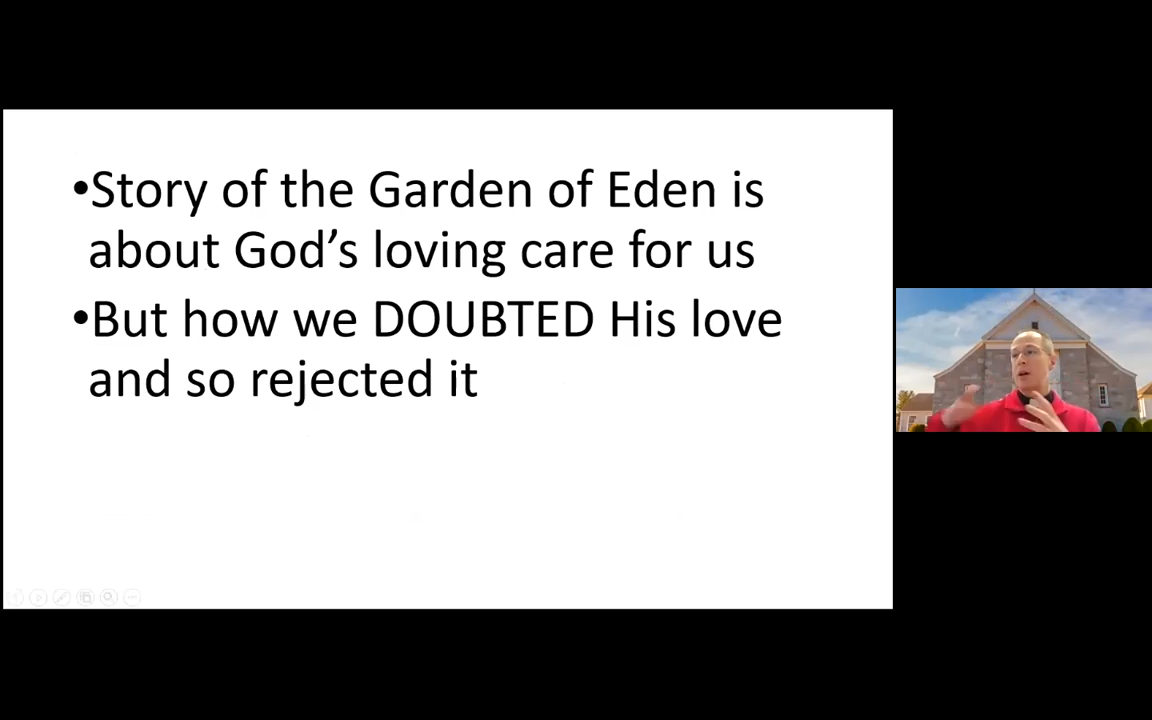 •Story of the Garden of Eden is
about God’s loving care for us
•But how we DOUBTED His love
and so rejected it